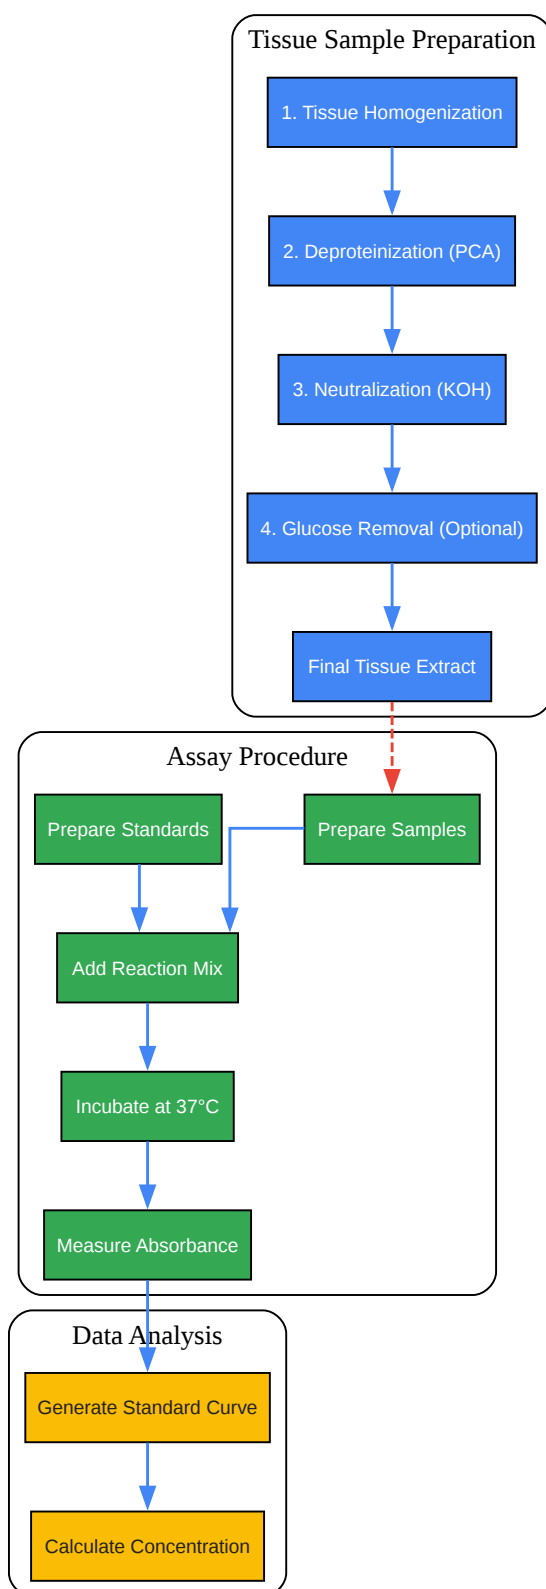 Tissue Sample Preparation
1. Tissue Homogenization
2. Deproteinization (PCA)
3. Neutralization (KOH)
4. Glucose Removal (Optional)
Final Tissue Extract
Assay Procedure
Prepare Standards
Prepare Samples
Add Reaction Mix
Incubate at 37°C
Measure Absorbance
Data Analysis
Generate Standard Curve
Calculate Concentration